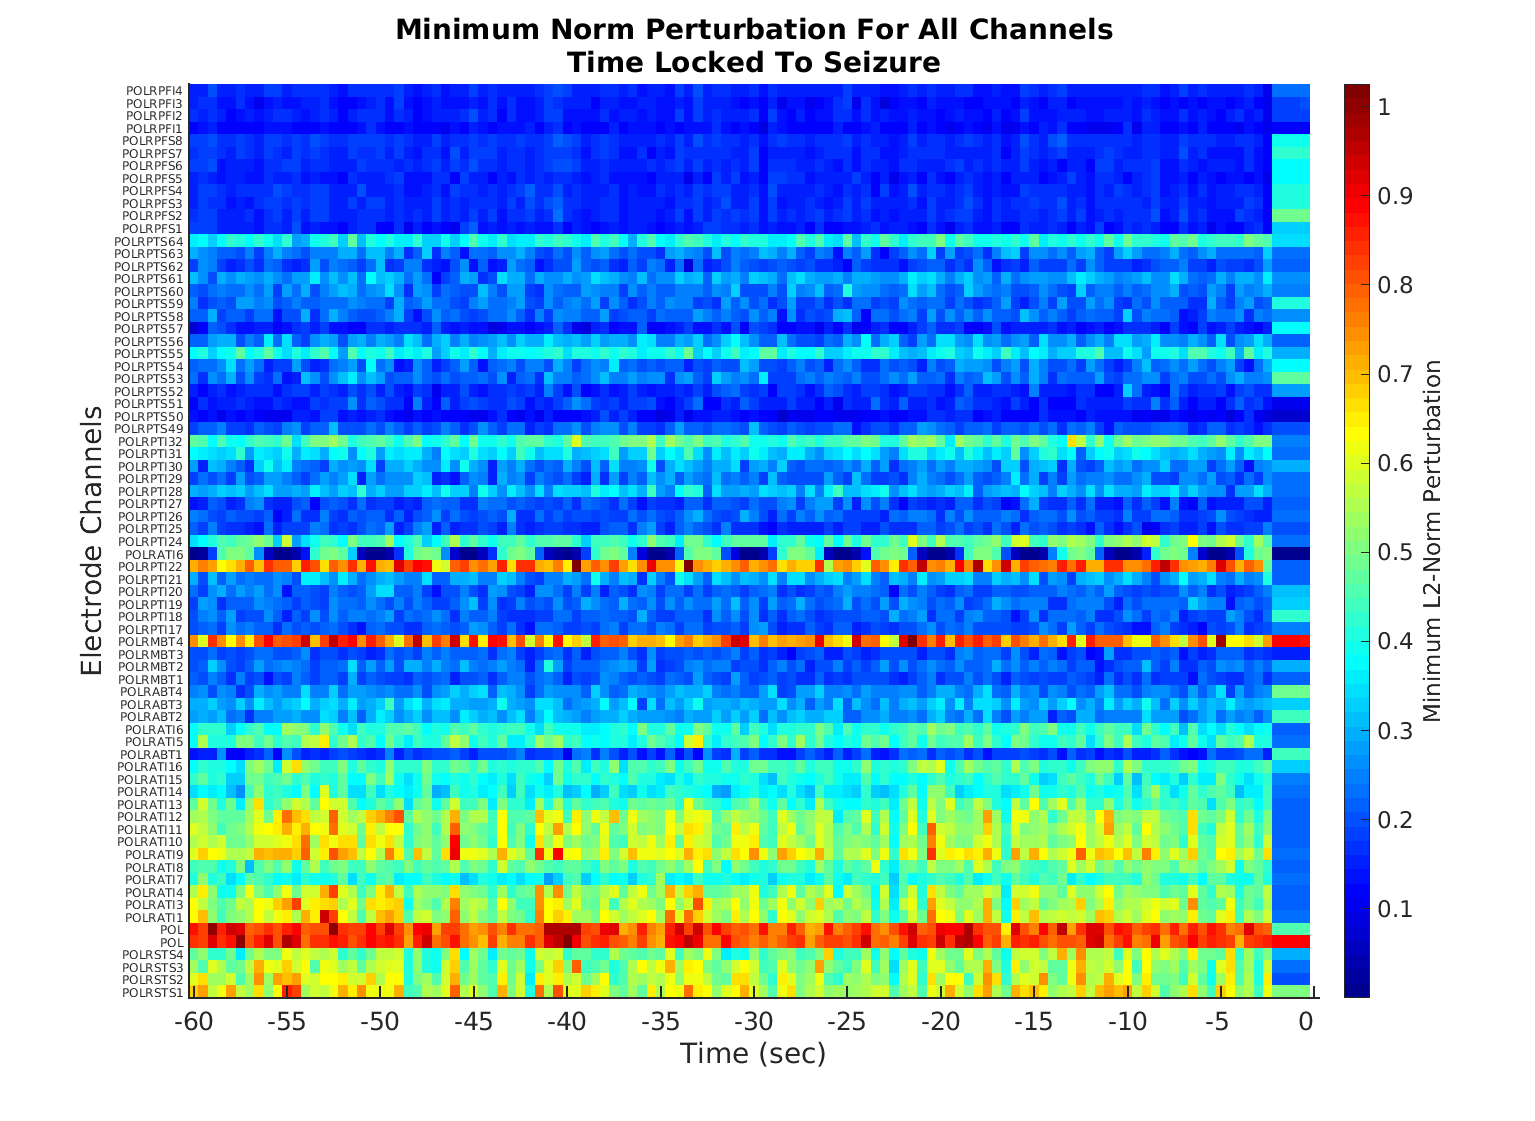 Minimum Norm Perturbation For All Channels
Time Locked To Seizure
POLRPFI4
POLRPFI3
POLRPFI2
POLRPFI1
POLRPFS8
POLRPFS7
POLRPFS6
POLRPFS5
POLRPFS4
POLRPFS3
POLRPFS2
POLRPFS1
POLRPTS64
POLRPTS63
POLRPTS62
POLRPTS61
POLRPTS60
POLRPTS59
POLRPTS58
POLRPTS57
POLRPTS56
POLRPTS55
POLRPTS54
POLRPTS53
POLRPTS52
POLRPTS51
POLRPTS50
POLRPTS49
POLRPTI32
POLRPTI31
POLRPTI30
POLRPTI29
POLRPTI28
POLRPTI27
POLRPTI26
POLRPTI25
POLRPTI24
POLRATI6
POLRPTI22
POLRPTI21
POLRPTI20
POLRPTI19
POLRPTI18
POLRPTI17
POLRMBT4
POLRMBT3
POLRMBT2
POLRMBT1
POLRABT4
POLRABT3
POLRABT2
POLRATI6
POLRATI5
POLRABT1
POLRATI16
POLRATI15
POLRATI14
POLRATI13
POLRATI12
POLRATI11
POLRATI10
POLRATI9
POLRATI8
POLRATI7
POLRATI4
POLRATI3
POLRATI1
POL
POL
POLRSTS4
POLRSTS3
POLRSTS2
POLRSTS1
Electrode Channels
-60 -55 -50 -45 -40 -35 -30 -25 -20 -15 -10 -5 0
Time (sec)
1
0.9
0.8
0.7
0.6
0.5
0.4
0.3
0.2
0.1
Minimum L2-Norm Perturbation